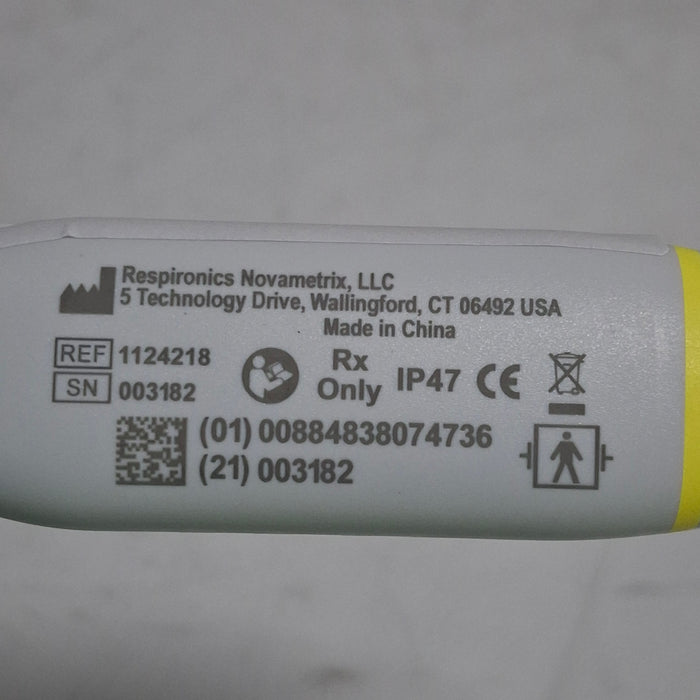 Respironics Novametrix, LLC
5 Technology Drive, Wallingford, CT 06492 USA
Made in China
REF 1124218
SN 003182
Rx Only
IP47
CE
(01) 00884838074736
(21) 003182